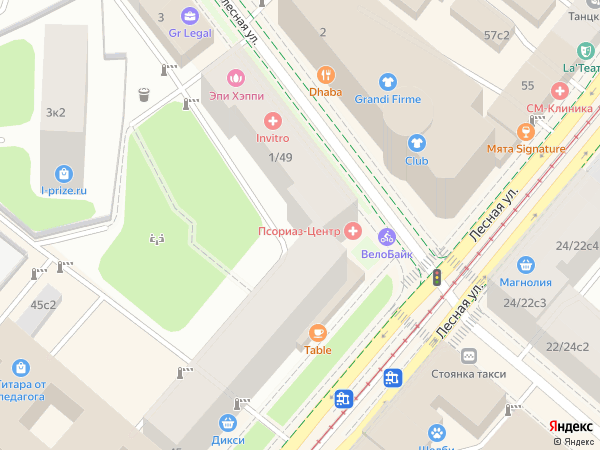 3
Gr Legal
Лесная ул.
2
57с2
Танцк
La'Теат
55
СМ-Клиника
Мята Signature
Эпи Хэппи
Dhaba
Grandi Firme
Club
3к2
Invitro
1/49
I-prize.ru
Псориаз-Центр
ВелоБайк
Лесная ул.
24/22с4
Магнолия
24/22с3
Лесная ул.
45с2
Table
22/24с2
Стоянка такси
Гитара от
педагога
Дикси
Шелби
Яндекс
© Яндекс